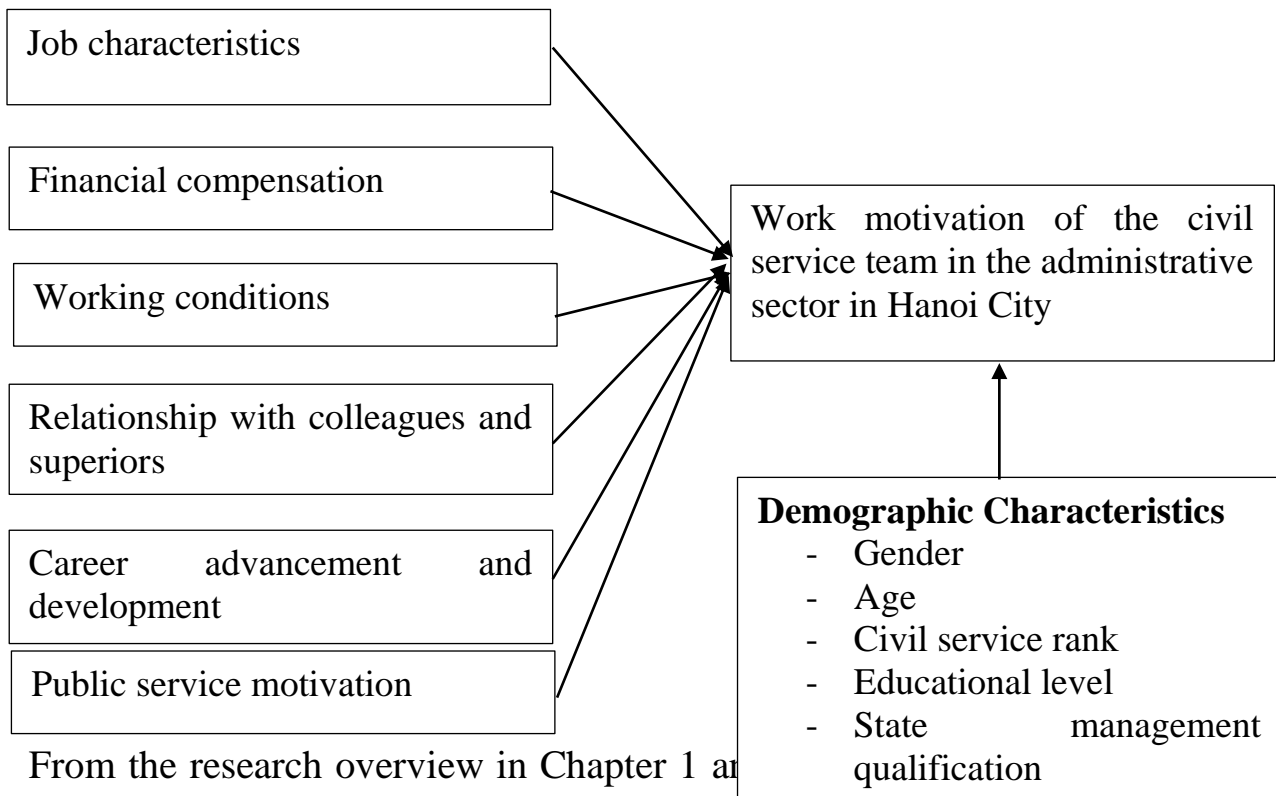 Job characteristics
Financial compensation
Working conditions
Relationship with colleagues and
superiors
Career advancement and
development
Public service motivation
Work motivation of the civil
service team in the administrative
sector in Hanoi City
Demographic Characteristics
- Gender
- Age
- Civil service rank
- Educational level
- State management
qualification
From the research overview in Chapter 1